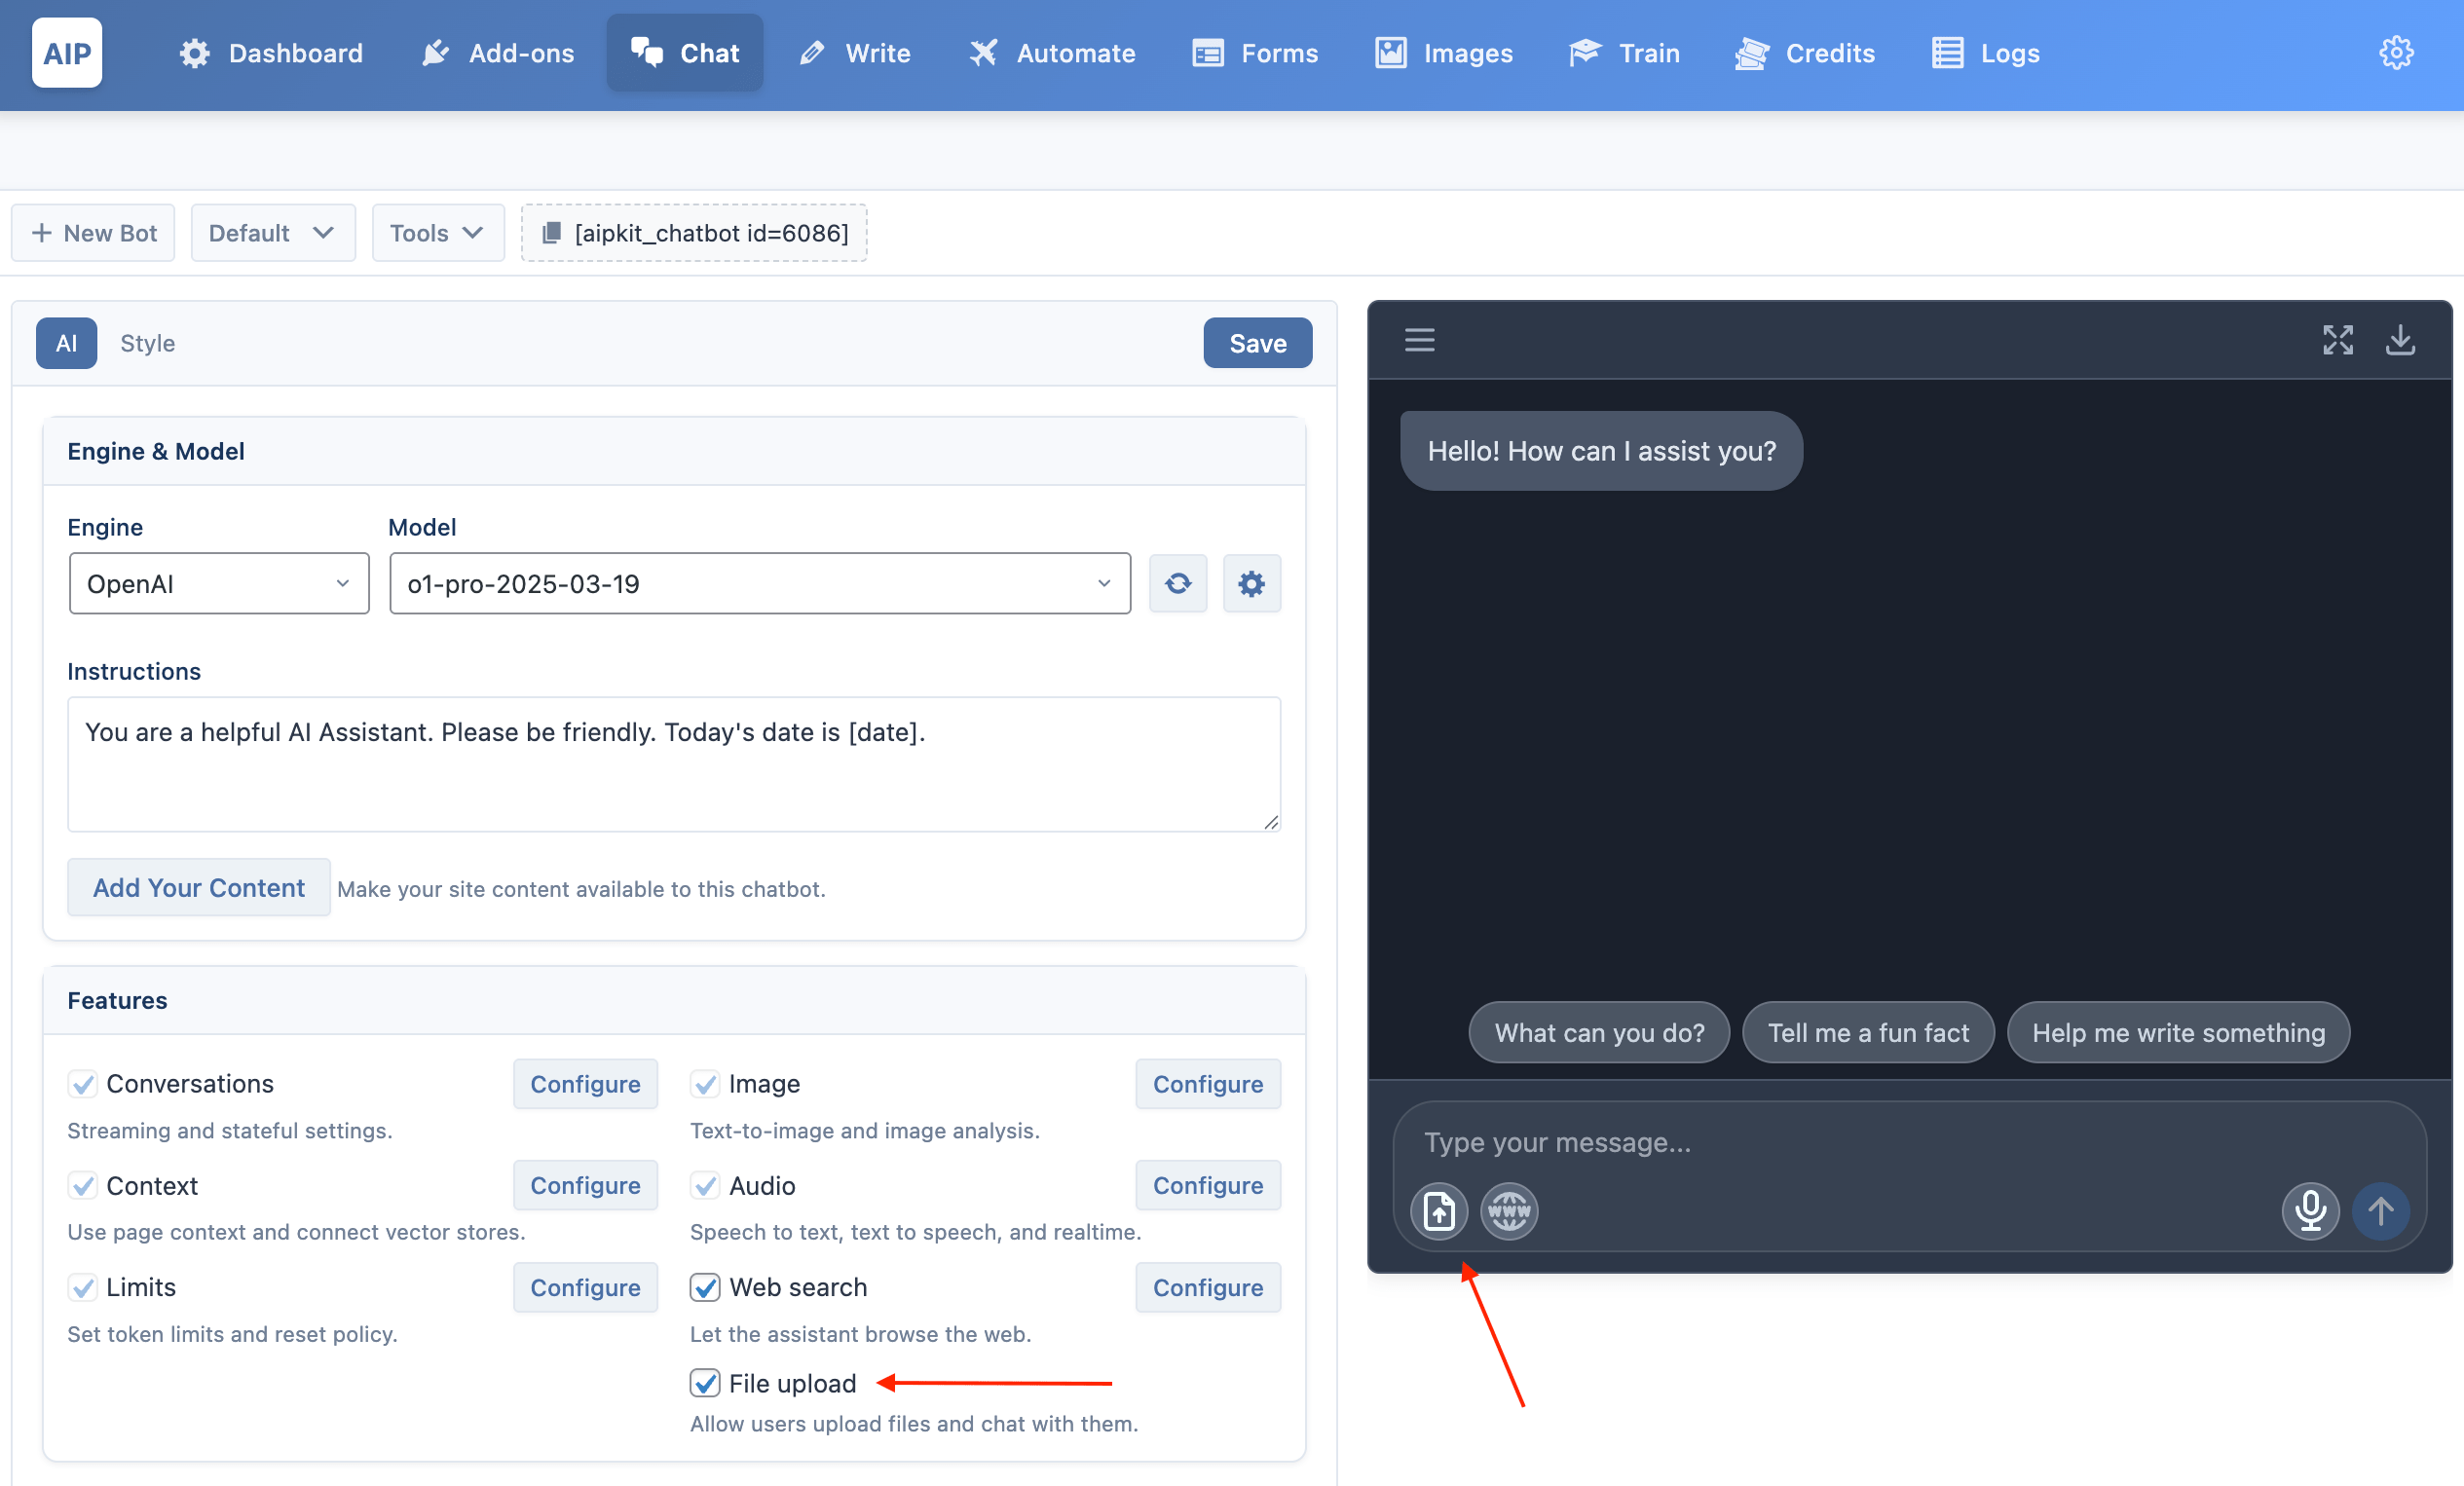 AIP Dashboard Add-ons Chat Write Automate Forms Images Train Credits Logs
New Bot Default Tools [aipkit_chatbot id=6086]
AI Style Save
Engine & Model
Engine Model
OpenAI o1-pro-2025-03-19
Instructions
You are a helpful AI Assistant. Please be friendly. Today's date is [date].
Add Your Content Make your site content available to this chatbot.
Features
Conversations Configure Image Configure
Streaming and stateful settings. Text-to-image and image analysis.
Context Configure Audio Configure
Use page context and connect vector stores. Speech to text, text to speech, and realtime.
Limits Configure Web search Configure
Set token limits and reset policy. Let the assistant browse the web.
File upload
Allow users upload files and chat with them.
Hello! How can I assist you?
What can you do? Tell me a fun fact Help me write something
Type your message...
WWW